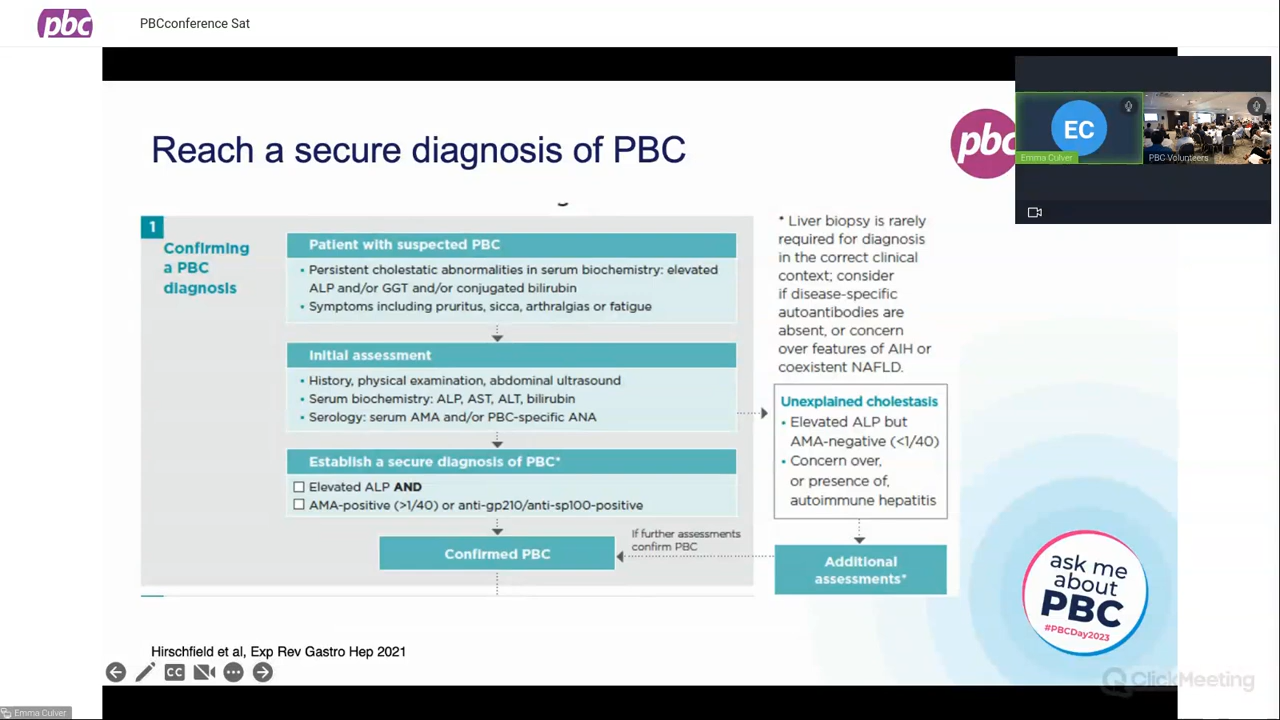 pbc
PBCconference Sat
Reach a secure diagnosis of PBC
pbc
EC
Emma Culver
PBC Volunteers
1
Confirming
a PBC
diagnosis
Patient with suspected PBC
• Persistent cholestatic abnormalities in serum biochemistry: elevated
ALP and/or GGT and/or conjugated bilirubin
• Symptoms including pruritus, sicca, arthralgias or fatigue
Initial assessment
• History, physical examination, abdominal ultrasound
• Serum biochemistry: ALP, AST, ALT, bilirubin
• Serology: serum AMA and/or PBC-specific ANA
Establish a secure diagnosis of PBC*
Elevated ALP AND
AMA-positive (>1/40) or anti-gp210/anti-sp100-positive
Confirmed PBC
If further assessments
confirm PBC
* Liver biopsy is rarely
required for diagnosis
in the correct clinical
context; consider
if disease-specific
autoantibodies are
absent, or concern
over features of AIH or
coexistent NAFLD.
Unexplained cholestasis
• Elevated ALP but
AMA-negative (<1/40)
• Concern over,
or presence of,
autoimmune hepatitis
Additional
assessments*
ask me
about
PBC
#PBCDay2023
Hirschfield et al, Exp Rev Gastro Hep 2021
CC
ClickMeeting
Emma Culver